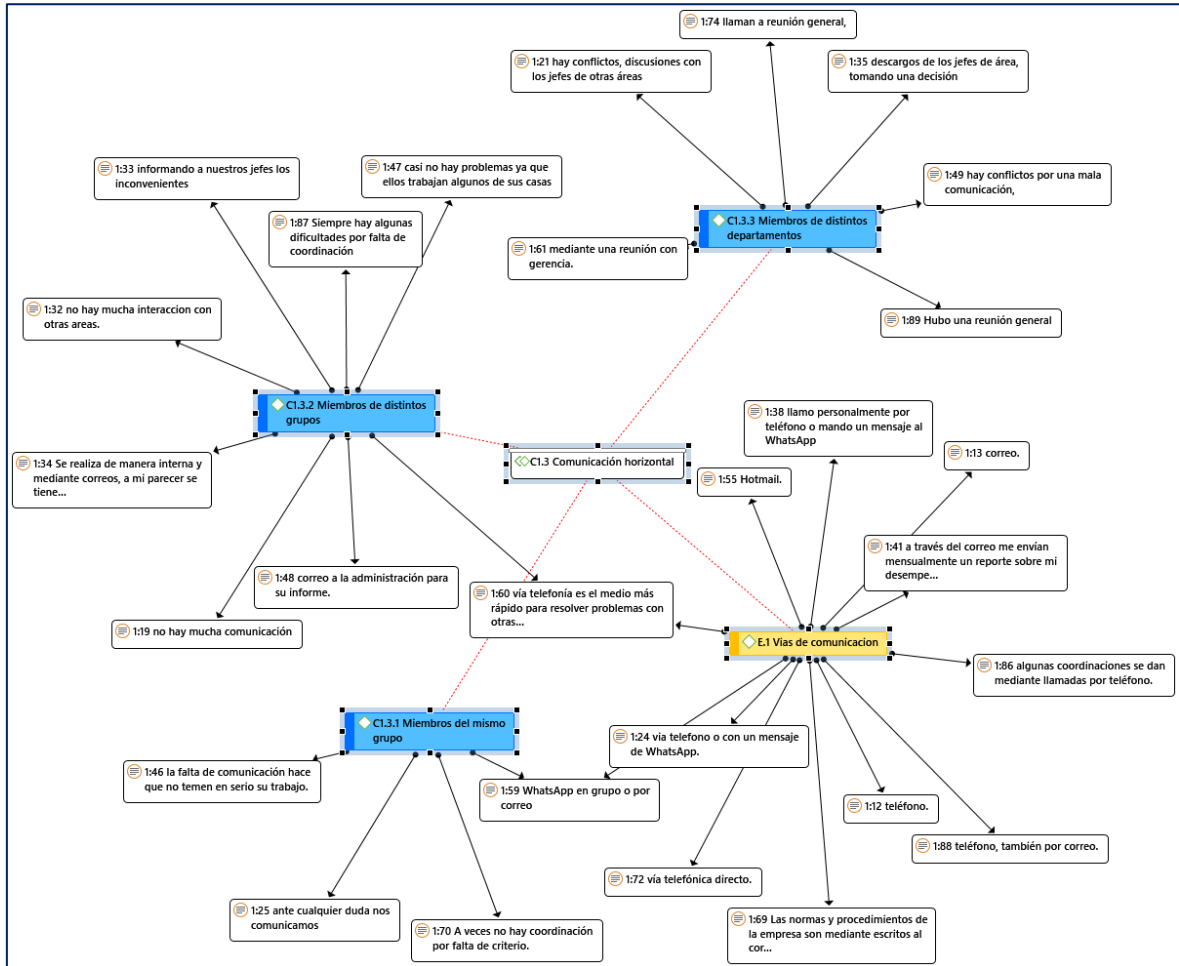 1:74 llaman a reunión general,
1:21 hay conflictos, discusiones con
los jefes de otras áreas
1:35 descargos de los jefes de área,
tomando una decisión
1:33 informando a nuestros jefes los
inconvenientes
1:47 casi no hay problemas ya que
ellos trabajan algunos de sus casas
1:49 hay conflictos por una mala
comunicación,
1:87 Siempre hay algunas
dificultades por falta de
coordinación
C1.3.3 Miembros de distintos
departamentos
1:61 mediante una reunión con
gerencia.
1:32 no hay mucha interaccion con
otras areas.
1:89 Hubo una reunión general
C1.3.2 Miembros de distintos
grupos
1:38 llamo personalmente por
teléfono o mando un mensaje al
WhatsApp
1:13 correo.
1:34 Se realiza de manera interna y
mediante correos, a mi parecer se
tiene...
C1.3 Comunicación horizontal
1:55 Hotmail.
1:41 a través del correo me envían
mensualmente un reporte sobre mi
desempe...
1:48 correo a la administración para
su informe.
1:60 vía telefonía es el medio más
rápido para resolver problemas con
otras...
1:19 no hay mucha comunicación
E.1 Vias de comunicacion
1:86 algunas coordinaciones se dan
mediante llamadas por teléfono.
C1.3.1 Miembros del mismo
grupo
1:24 via telefono o con un mensaje
de WhatsApp.
1:46 la falta de comunicación hace
que no temen en serio su trabajo.
1:59 WhatsApp en grupo o por
correo
1:12 teléfono.
1:88 teléfono, también por correo.
1:72 vía telefónica directo.
1:25 ante cualquier duda nos
comunicamos
1:70 A veces no hay coordinación
por falta de criterio.
1:69 Las normas y procedimientos de
la empresa son mediante escritos al
cor...